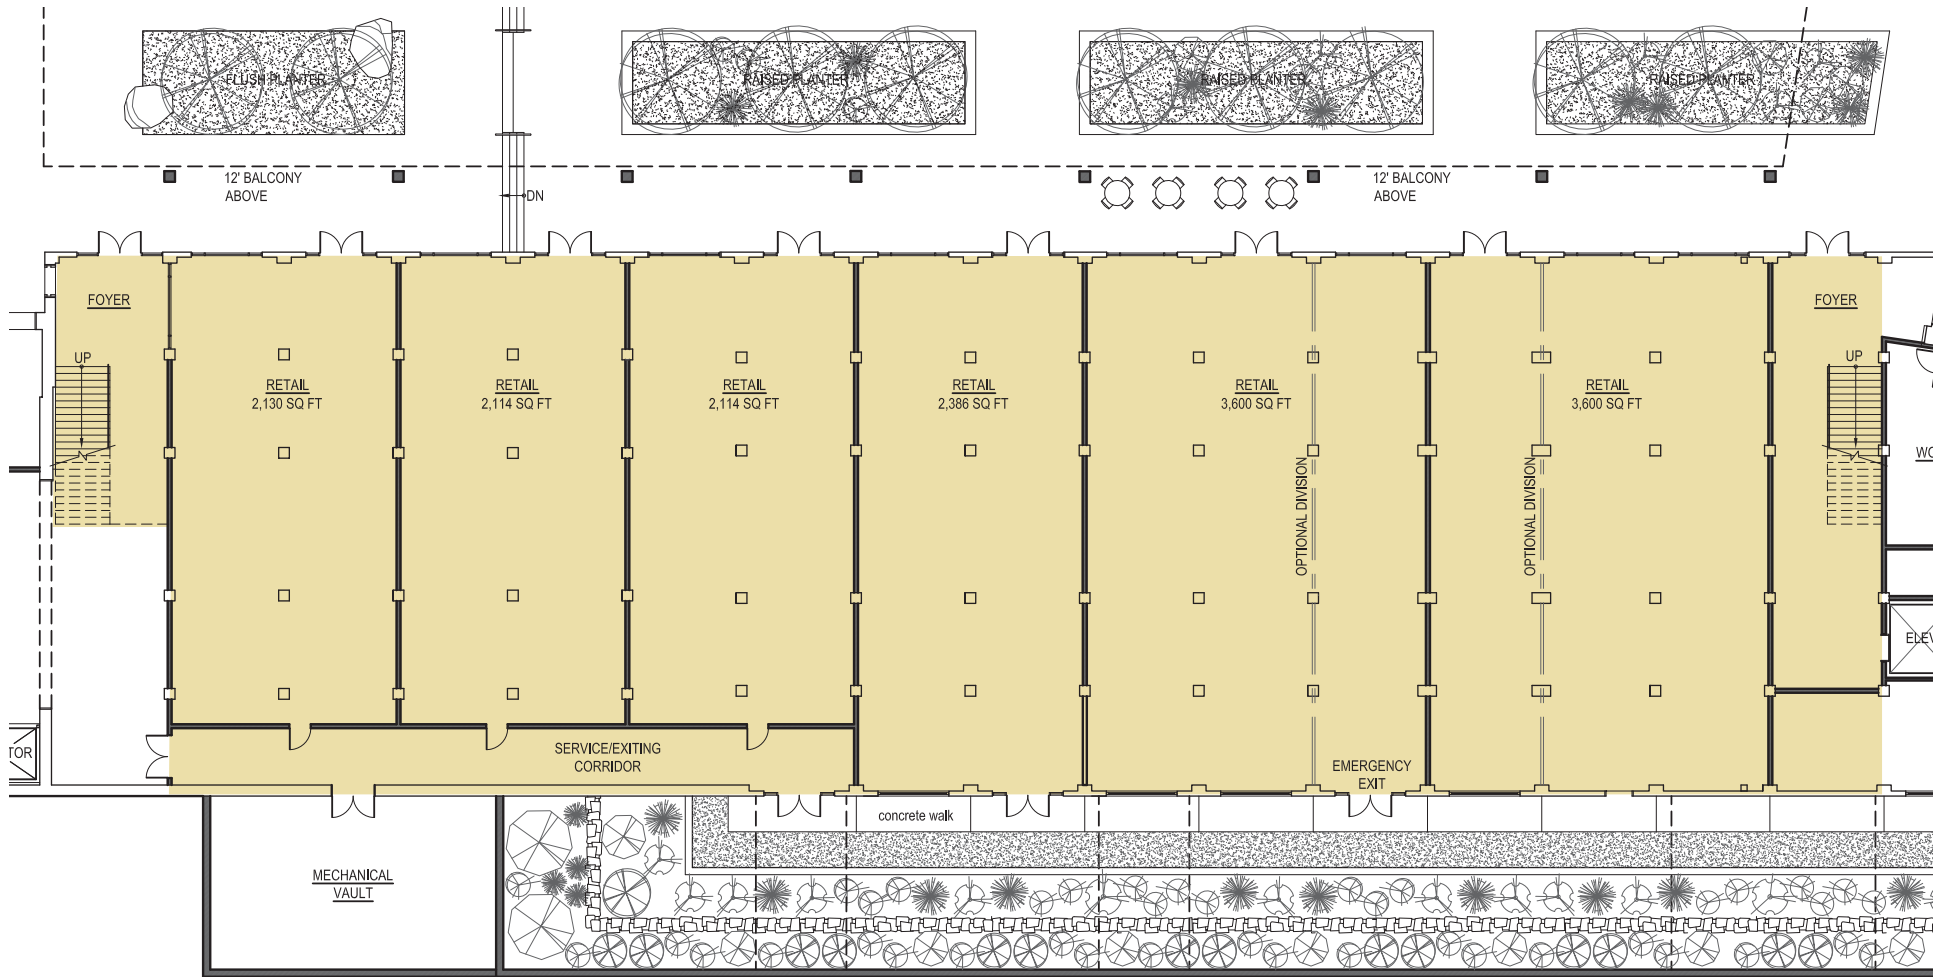 FLUSH PLANTER
RAISED PLANTER
RAISED PLANTER
RAISED PLANTER
12' BALCONY
ABOVE
DN
12' BALCONY
ABOVE
FOYER
UP
RETAIL
2,130 SQ FT
RETAIL
2,114 SQ FT
RETAIL
2,114 SQ FT
RETAIL
2,386 SQ FT
RETAIL
3,600 SQ FT
RETAIL
3,600 SQ FT
FOYER
UP
WO
OPTIONAL DIVISION
OPTIONAL DIVISION
ELEV
TOR
SERVICE/EXITING
CORRIDOR
EMERGENCY
EXIT
concrete walk
MECHANICAL
VAULT